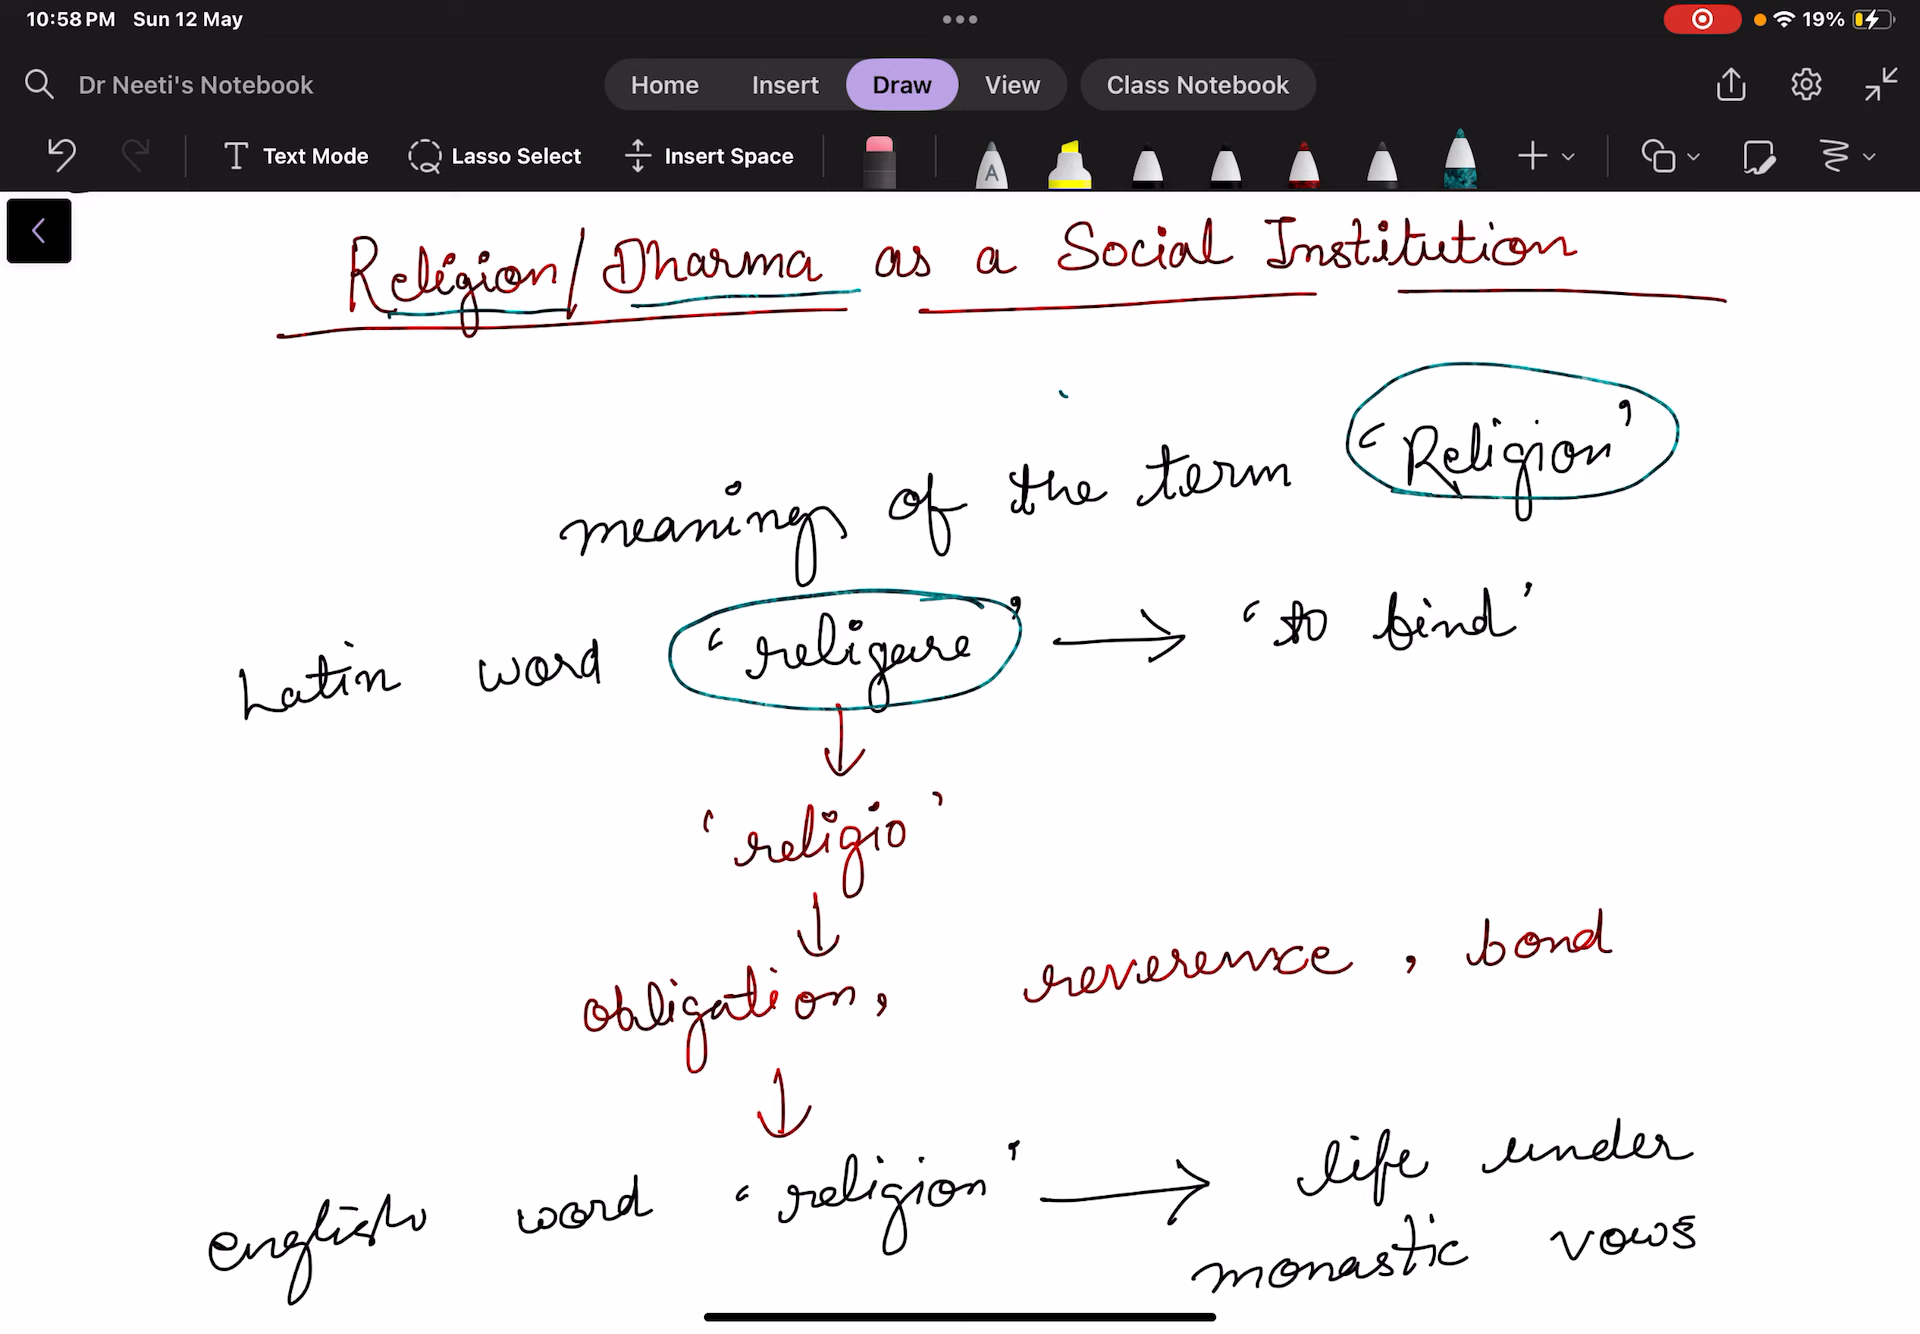 10:58 PM Sun 12 May 19%
Dr Neeti's Notebook Home Insert Draw View Class Notebook
Text Mode Lasso Select Insert Space A
Religion/Dharma as a Social Institution
meaning of the term 'Religion'
Latin word 'religare' → 'to bind'
↓
'religio'
↓
obligation, reverence, bond
↓
english word 'religion' → life under
monastic vows